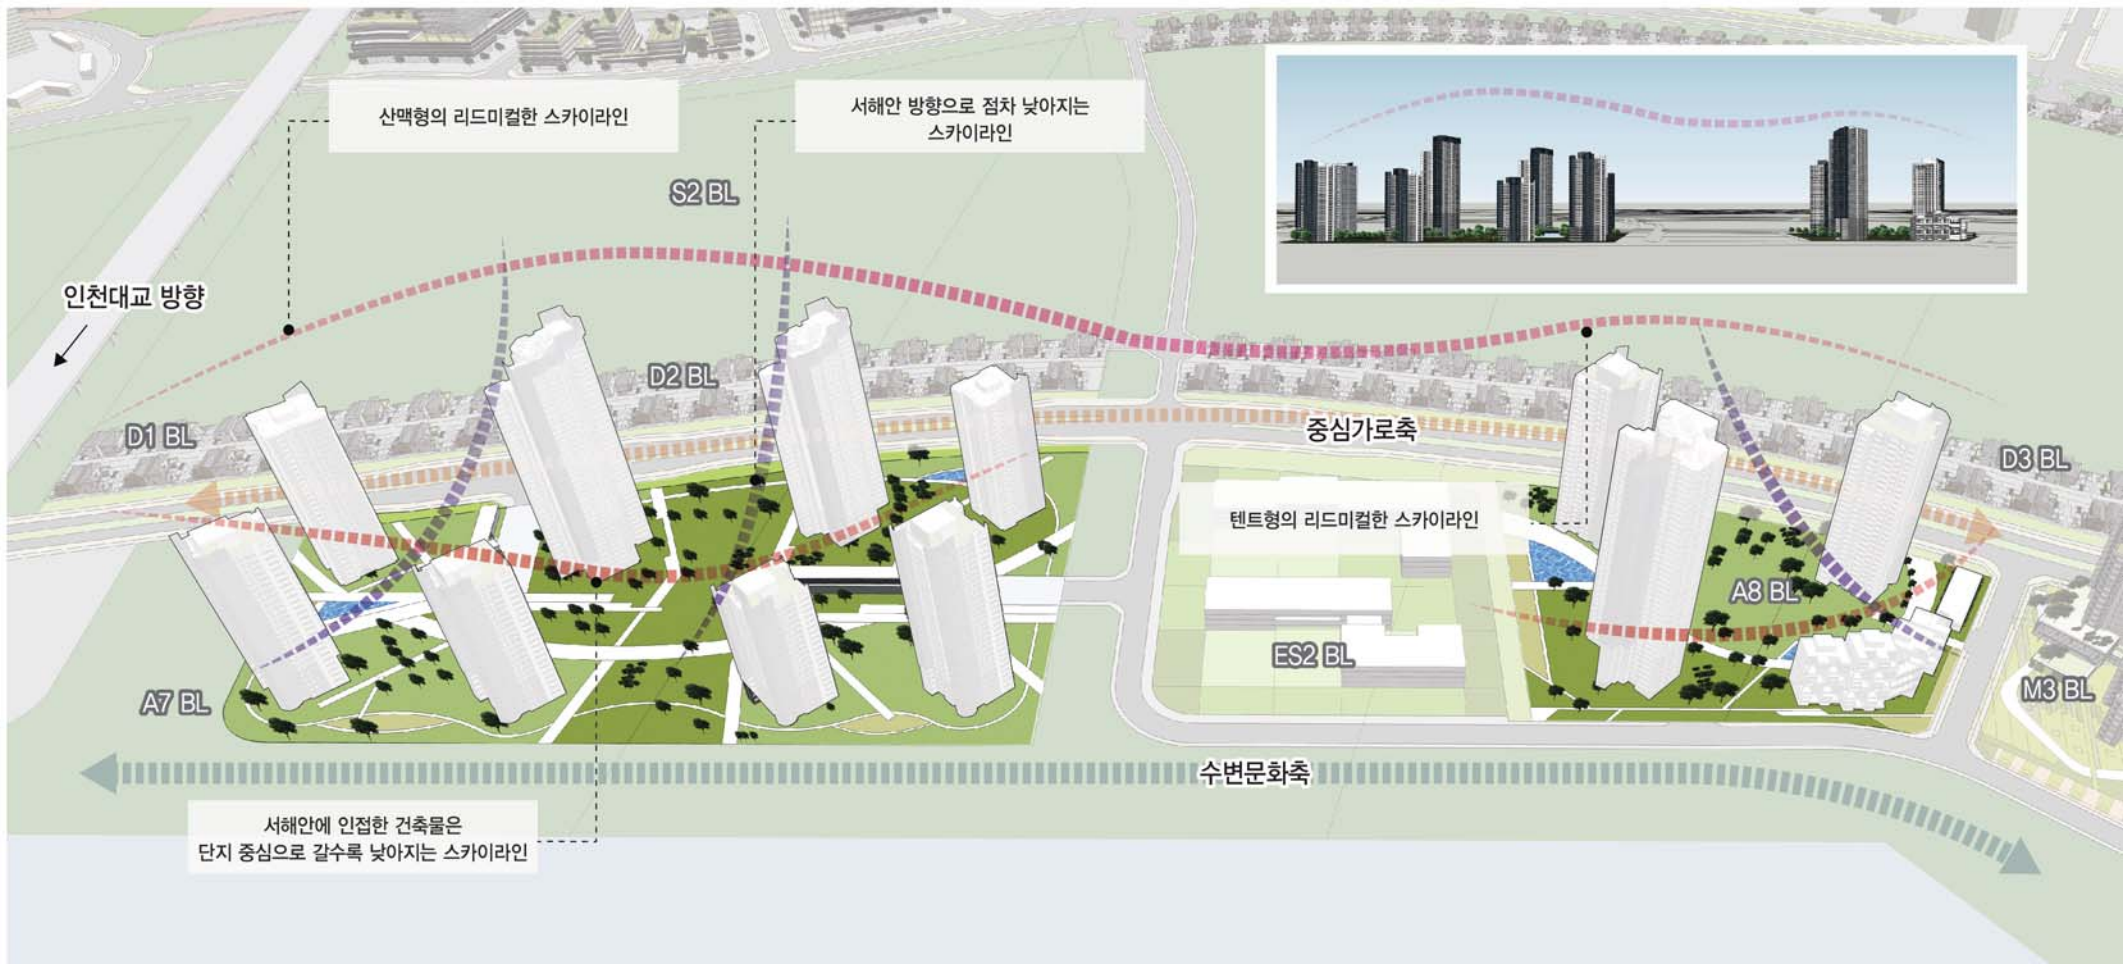 산맥형의 리드미컬한 스카이라인
서해안 방향으로 점차 낮아지는
스카이라인
S2 BL
인천대교 방향
D2 BL
D1 BL
중심가로축
D3 BL
텐트형의 리드미컬한 스카이라인
A8 BL
ES2 BL
M3 BL
A7 BL
수변문화축
서해안에 인접한 건축물은
단지 중심으로 갈수록 낮아지는 스카이라인